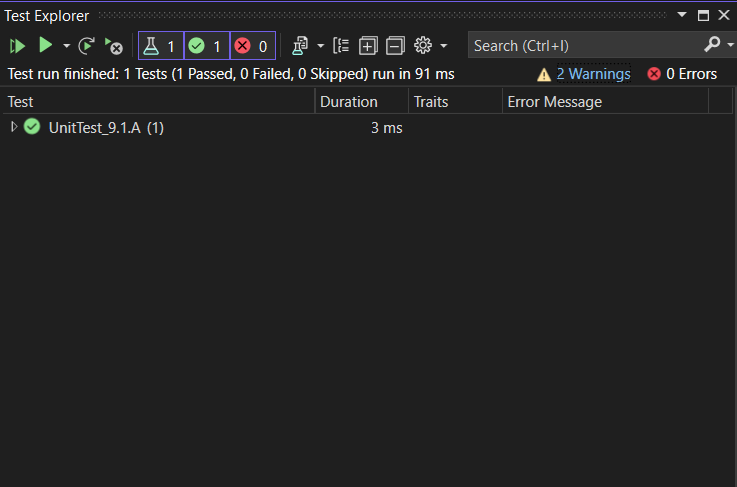 Test Explorer
1 1 0 Search (Ctrl+I)
Test run finished: 1 Tests (1 Passed, 0 Failed, 0 Skipped) run in 91 ms 2 Warnings 0 Errors
Test Duration Traits Error Message
UnitTest_9.1.A (1) 3 ms